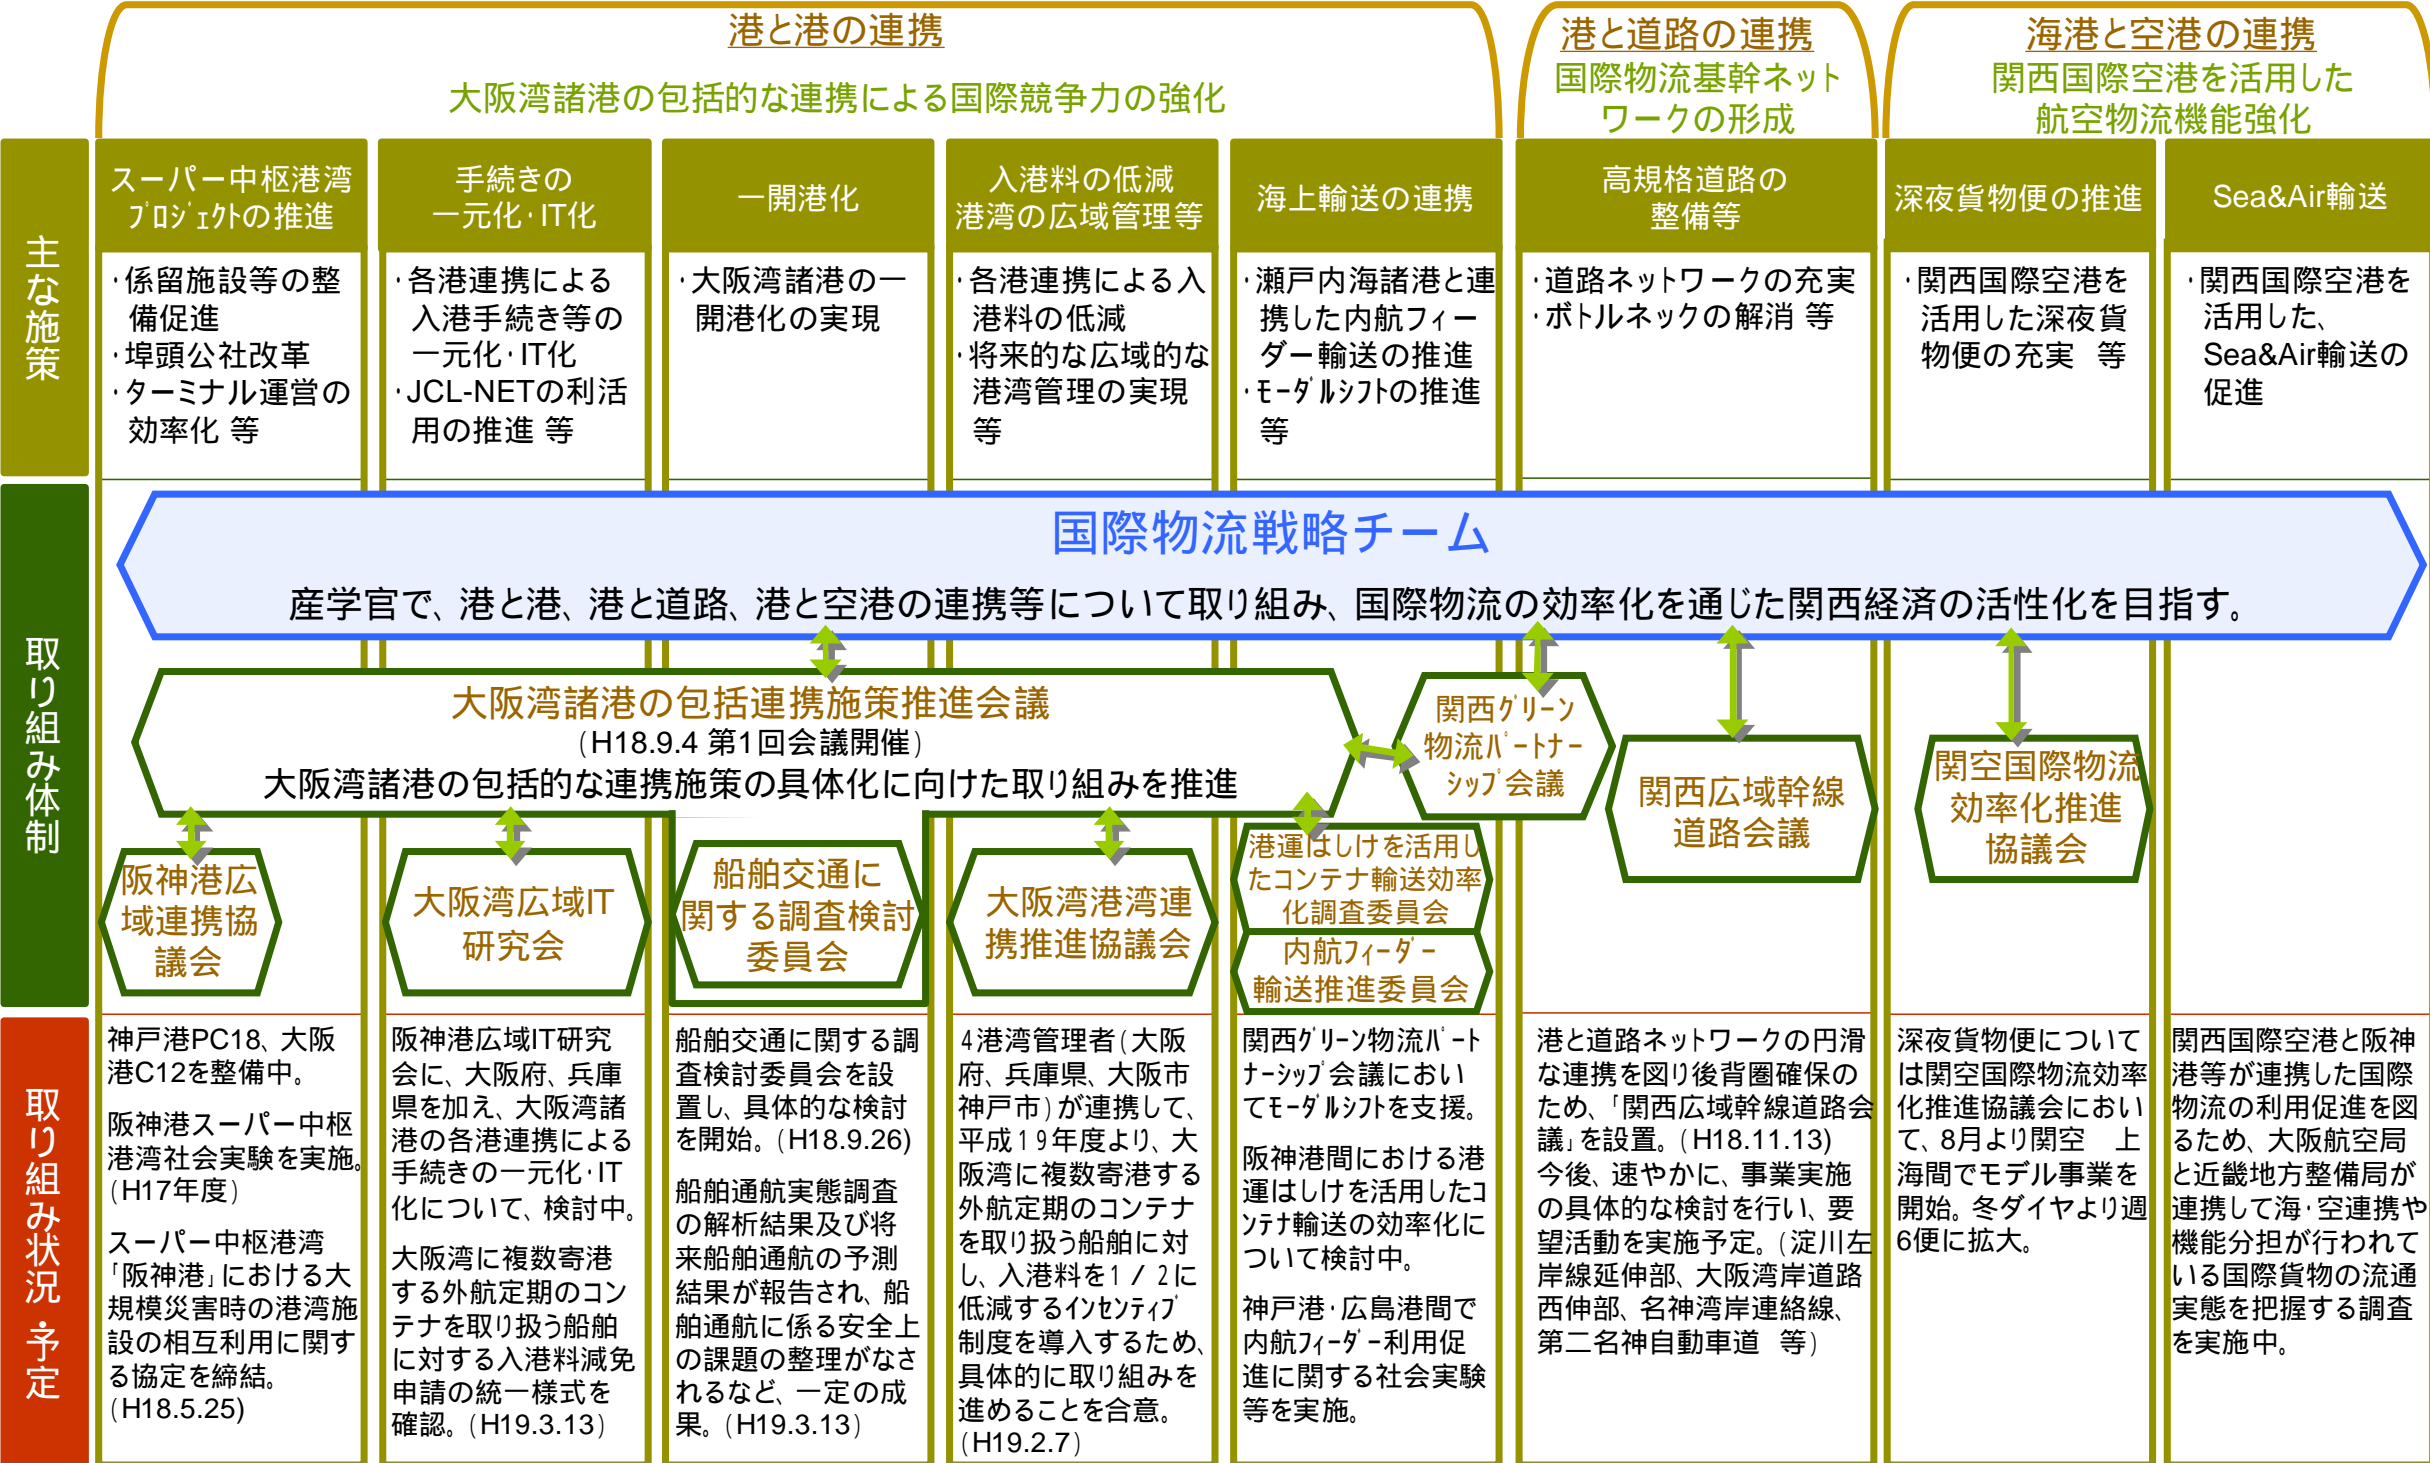 港と港の連携
大阪湾諸港の包括的な連携による国際競争力の強化
港と道路の連携
国際物流基幹ネット
ワークの形成
海港と空港の連携
関西国際空港を活用した
航空物流機能強化
主な施策
スーパー中枢港湾
ﾌﾟﾛｼﾞｪｸﾄの推進
手続きの
一元化・IT化
一開港化
入港料の低減
港湾の広域管理等
海上輸送の連携
高規格道路の
整備等
深夜貨物便の推進
Sea&Air輸送
・係留施設等の整
備促進
・埠頭公社改革
・ターミナル運営の
効率化 等
・各港連携による
入港手続き等の
一元化・IT化
・JCL-NETの利活
用の推進 等
・大阪湾諸港の一
開港化の実現
・各港連携による入
港料の低減
・将来的な広域的な
港湾管理の実現
等
・瀬戸内海諸港と連
携した内航フィー
ダー輸送の推進
・ﾓｰﾀﾞﾙｼﾌﾄの推進
等
・道路ネットワークの充実
・ボトルネックの解消 等
・関西国際空港を
活用した深夜貨
物便の充実 等
・関西国際空港を
活用した、
Sea&Air輸送の
促進
取り組み体制
国際物流戦略チーム
産学官で、港と港、港と道路、港と空港の連携等について取り組み、国際物流の効率化を通じた関西経済の活性化を目指す。
大阪湾諸港の包括連携施策推進会議
(H18.9.4 第1回会議開催)
大阪湾諸港の包括的な連携施策の具体化に向けた取り組みを推進
関西ｸﾞﾘｰﾝ
物流ﾊﾟｰﾄﾅｰ
ｼｯﾌﾟ会議
関西広域幹線
道路会議
関空国際物流
効率化推進
協議会
阪神港広
域連携協
議会
大阪湾広域IT
研究会
船舶交通に
関する調査検討
委員会
大阪湾港湾連
携推進協議会
港運はしけを活用し
たコンテナ輸送効率
化調査委員会
内航ﾌｨｰﾀﾞｰ
輸送推進委員会
取り組み状況・予定
神戸港PC18、大阪
港C12を整備中。
阪神港スーパー中枢
港湾社会実験を実施。
(H17年度)
スーパー中枢港湾
「阪神港」における大
規模災害時の港湾施
設の相互利用に関す
る協定を締結。
(H18.5.25)
阪神港広域IT研究
会に、大阪府、兵庫
県を加え、大阪湾諸
港の各港連携による
手続きの一元化・IT
化について、検討中。
大阪湾に複数寄港
する外航定期のコン
テナを取り扱う船舶
に対する入港料減免
申請の統一様式を
確認。(H19.3.13)
船舶交通に関する調
査検討委員会を設
置し、具体的な検討
を開始。(H18.9.26)
船舶通航実態調査
の解析結果及び将
来船舶通航の予測
結果が報告され、船
舶通航に係る安全上
の課題の整理がなさ
れるなど、一定の成
果。(H19.3.13)
4港湾管理者(大阪
府、兵庫県、大阪市
神戸市)が連携して、
平成19年度より、大
阪湾に複数寄港する
外航定期のコンテナ
を取り扱う船舶に対
し、入港料を1/2に
低減するｲﾝｾﾝﾃｨﾌﾞ
制度を導入するため、
具体的に取り組みを
進めることを合意。
(H19.2.7)
関西ｸﾞﾘｰﾝ物流ﾊﾟｰﾄ
ﾅｰｼｯﾌﾟ会議におい
てﾓｰﾀﾞﾙｼﾌﾄを支援。
阪神港間における港
運はしけを活用したｺ
ﾝﾃﾅ輸送の効率化に
ついて検討中。
神戸港・広島港間で
内航ﾌｨｰﾀﾞｰ利用促
進に関する社会実験
等を実施。
港と道路ネットワークの円滑
な連携を図り後背圏確保の
ため、「関西広域幹線道路会
議」を設置。(H18.11.13)
今後、速やかに、事業実施
の具体的な検討を行い、要
望活動を実施予定。(淀川左
岸線延伸部、大阪湾岸道路
西伸部、名神湾岸連絡線、
第二名神自動車道 等)
深夜貨物便について
は関空国際物流効率
化推進協議会におい
て、8月より関空 上
海間でモデル事業を
開始。冬ダイヤより週
6便に拡大。
関西国際空港と阪神
港等が連携した国際
物流の利用促進を図
るため、大阪航空局
と近畿地方整備局が
連携して海・空連携や
機能分担が行われて
いる国際貨物の流通
実態を把握する調査
を実施中。